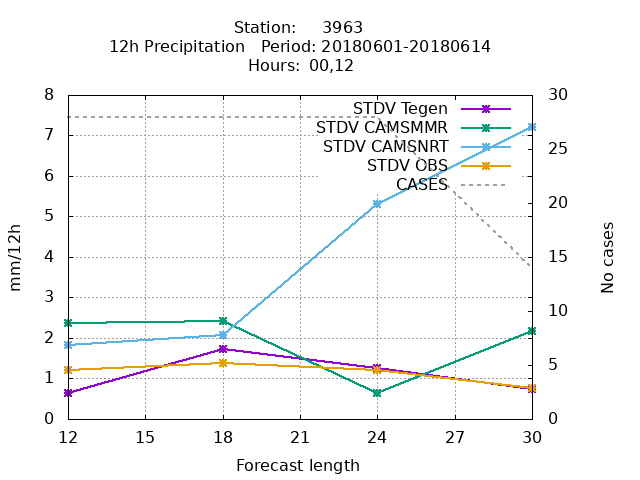 Station:     3963
12h Precipitation   Period: 20180601-20180614
Hours:  00,12
STDV Tegen
STDV CAMSMMR
STDV CAMSNRT
STDV OBS
CASES
8
7
6
5
4
3
2
1
0
mm/12h
30
25
20
15
10
5
0
No cases
12 15 18 21 24 27 30
Forecast length